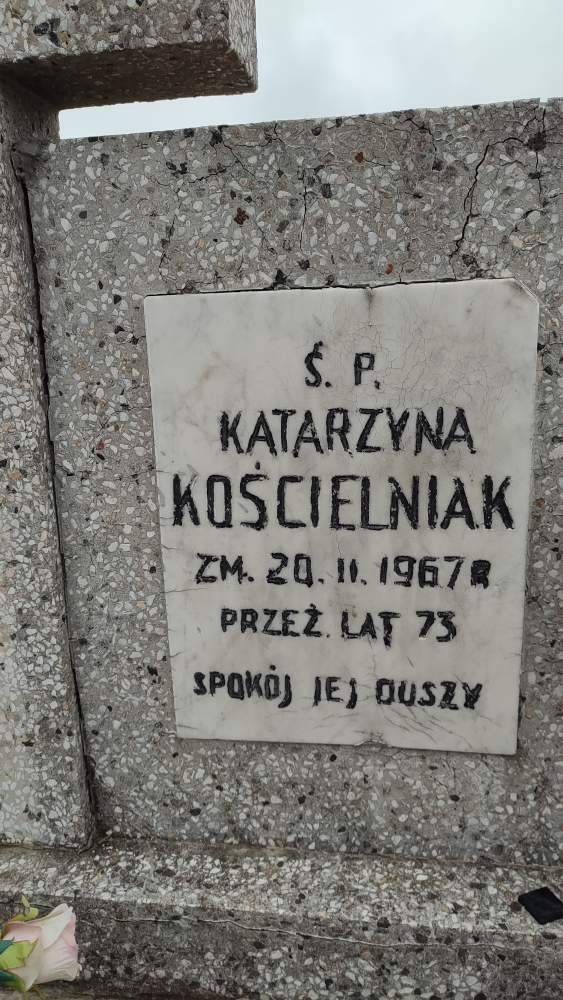 Ś. P.
KATARZYNA
KOŚCIELNIAK
ZM. 20. II. 1967 R
PRZEŻ. LAT 73
SPOKÓJ JEJ DUSZY